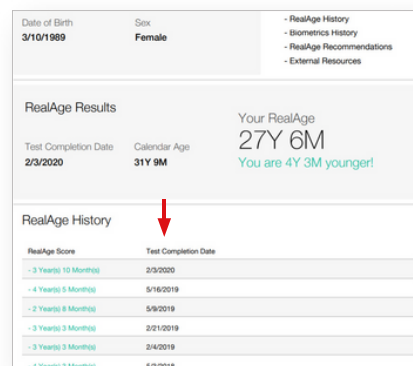 Date of Birth
3/10/1989
Sex
Female
- RealAge History
- Biometrics History
- RealAge Recommendations
- External Resources
RealAge Results
Test Completion Date
2/3/2020
Calendar Age
31Y 9M
Your RealAge
27Y 6M
You are 4Y 3M younger!
RealAge History
RealAge Score Test Completion Date
- 3 Year(s) 10 Month(s) 2/3/2020
- 4 Year(s) 5 Month(s) 5/16/2019
- 2 Year(s) 8 Month(s) 5/9/2019
- 3 Year(s) 3 Month(s) 2/21/2019
- 3 Year(s) 3 Month(s) 2/4/2019